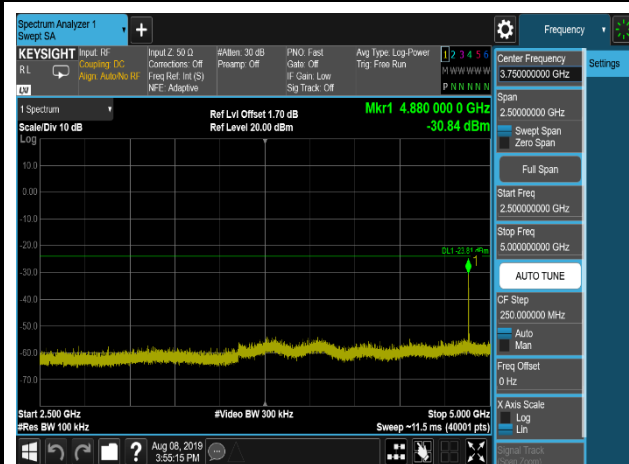 Spectrum Analyzer 1
Swept SA
Frequency
KEYSIGHT
Input: RF
Coupling: DC
Align: Auto/No RF
Input Z: 50 Ω
Corrections: Off
Freq Ref: Int (S)
NFE: Adaptive
#Atten: 30 dB
Preamp: Off
PNO: Fast
Gate: Off
IF Gain: Low
Sig Track: Off
Avg Type: Log-Power
Trig: Free Run
1 2 3 4 5 6
M W W W W W
P N N N N N
R L
Center Frequency
3.750000000 GHz
Settings
1 Spectrum
Scale/Div 10 dB
Log
Ref Lvl Offset 1.70 dB
Ref Level 20.00 dBm
Mkr1 4.880 000 0 GHz
-30.84 dBm
10.0
0.00
-10.0
-20.0
-30.0
-40.0
-50.0
-60.0
-70.0
DL1 -23.81 dBm
1
Start 2.500 GHz
#Res BW 100 kHz
#Video BW 300 kHz
Stop 5.000 GHz
Sweep ~11.5 ms (40001 pts)
Span
2.50000000 GHz
Swept Span
Zero Span
Full Span
Start Freq
2.500000000 GHz
Stop Freq
5.000000000 GHz
AUTO TUNE
CF Step
250.000000 MHz
Auto
Man
Freq Offset
0 Hz
X Axis Scale
Log
Lin
Signal Track
(Span Zoom)
Aug 08, 2019
3:55:15 PM